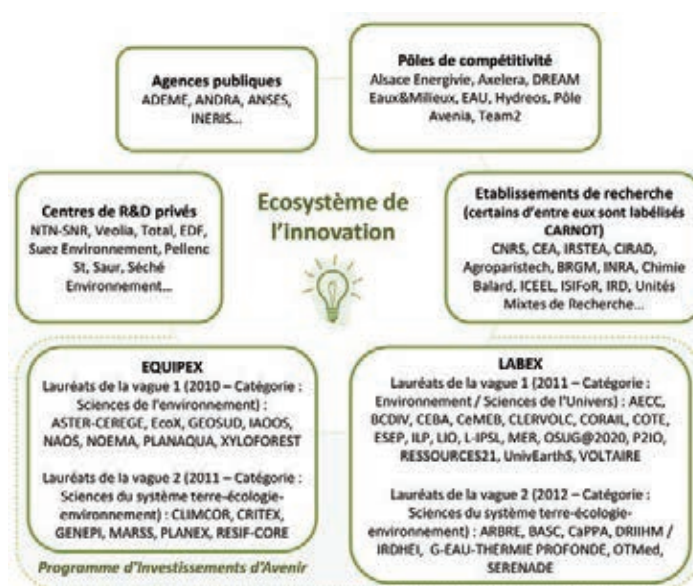 Agences publiques
ADEME, ANDRA, ANSES,
INERIS...
Pôles de compétitivité
Alsace Energivie, Axelera, DREAM
Eaux&Milieux, EAU, Hydreos, Pôle
Avenia, Team2
Centres de R&D privés
NTN-SNR, Veolia, Total, EDF,
Suez Environnement, Pellenc
St, Saur, Séché
Environnement...
Ecosystème de
l'innovation
Etablissements de recherche
(certains d'entre eux sont labélisés
CARNOT)
CNRS, CEA, IRSTEA, CIRAD,
Agroparistech, BRGM, INRA, Chimie
Balard, ICEEL, ISIFoR, IRD, Unités
Mixtes de Recherche...
EQUIPEX
Lauréats de la vague 1 (2010 – Catégorie :
Sciences de l'environnement) :
ASTER-CEREGE, EcoX, GEOSUD, IAOOS,
NAOS, NOEMA, PLANAQUA, XYLOFOREST
Lauréats de la vague 2 (2011 – Catégorie :
Sciences du système terre-écologie-
environnement) : CLIMCOR, CRITEX,
GENEPI, MARSS, PLANEX, RESIF-CORE
LABEX
Lauréats de la vague 1 (2011 – Catégorie :
Environnement / Sciences de l'Univers) : AECC,
BCDIV, CEBA, CeMEB, CLERVOLC, CORAIL, COTE,
ESEP, ILP, LIO, L-IPSL, MER, OSUG@2020, P2IO,
RESSOURCES21, UnivEarthS, VOLTAIRE
Lauréats de la vague 2 (2012 – Catégorie :
Sciences du système terre-écologie-
environnement) : ARBRE, BASC, CaPPA, DRIIHM /
IRDHEI, G-EAU-THERMIE PROFONDE, OTMed,
SERENADE
Programme d'Investissements d'Avenir